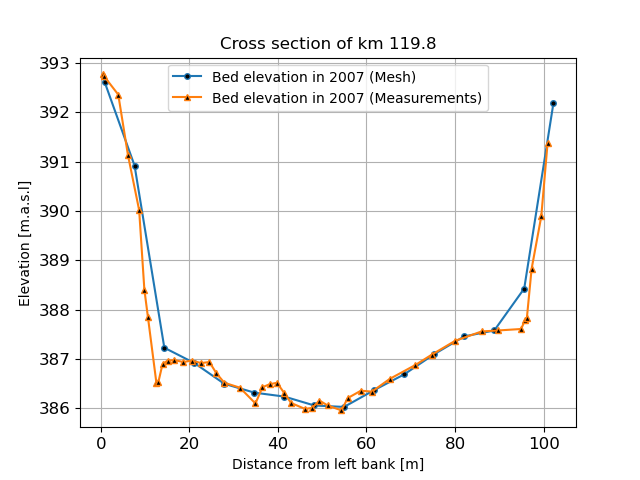 Cross section of km 119.8
Bed elevation in 2007 (Mesh)
Bed elevation in 2007 (Measurements)
Elevation [m.a.s.l]
393
392
391
390
389
388
387
386
0 20 40 60 80 100
Distance from left bank [m]